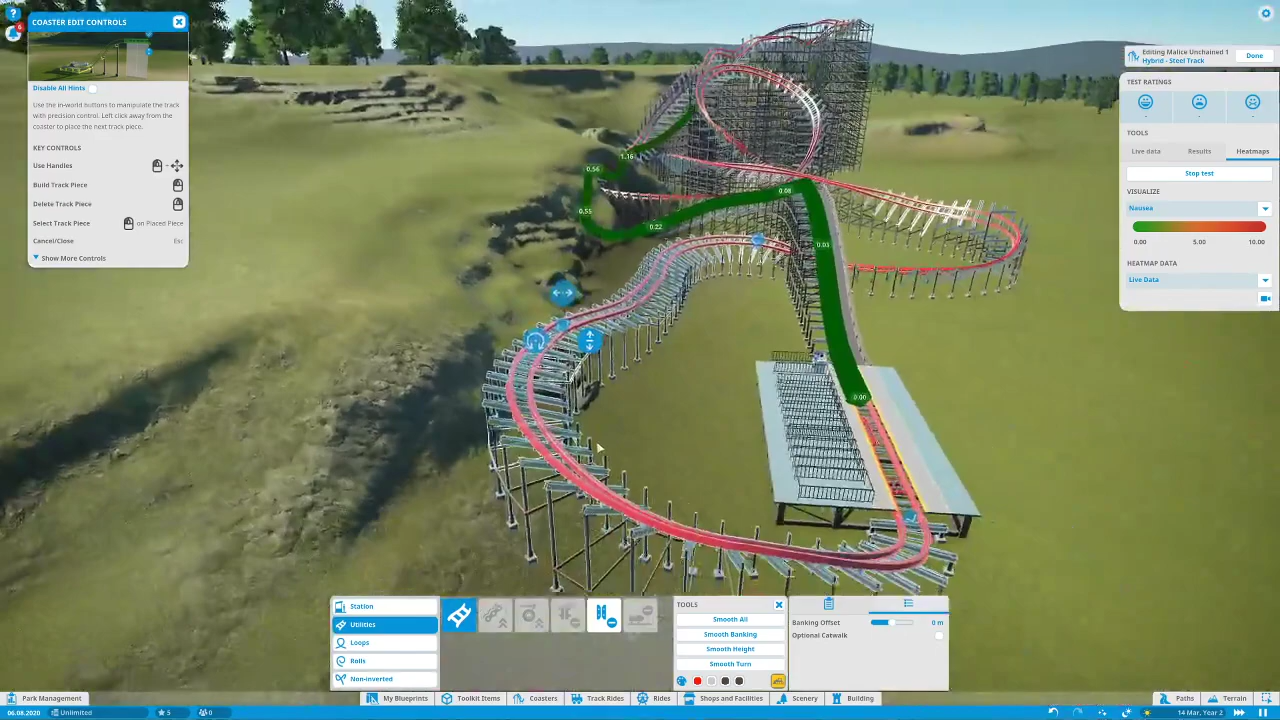 ?
6
COASTER EDIT CONTROLS
Disable All Hints
Use the in-world buttons to manipulate the track
with precision control. Left click away from the
coaster to place the next track piece.
KEY CONTROLS
Use Handles
Build Track Piece
Delete Track Piece
Select Track Piece on Placed Piece
Cancel/Close Esc
Show More Controls
Editing Malice Unchained 1
Hybrid - Steel Track
Done
TEST RATINGS
- - -
TOOLS
Live data Results Heatmaps
Stop test
VISUALIZE
Nausea
0.00 5.00 10.00
HEATMAP DATA
Live Data
1.16
0.56
0.08
0.55
0.22
0.03
0.00
Station
Utilities
Loops
Rolls
Non-inverted
TOOLS
Smooth All
Smooth Banking
Smooth Height
Smooth Turn
Banking Offset 0 m
Optional Catwalk
Park Management My Blueprints Toolkit Items Coasters Track Rides Rides Shops and Facilities Scenery Building Paths Terrain
06.08.2020 Unlimited 5 0 14 Mar, Year 2